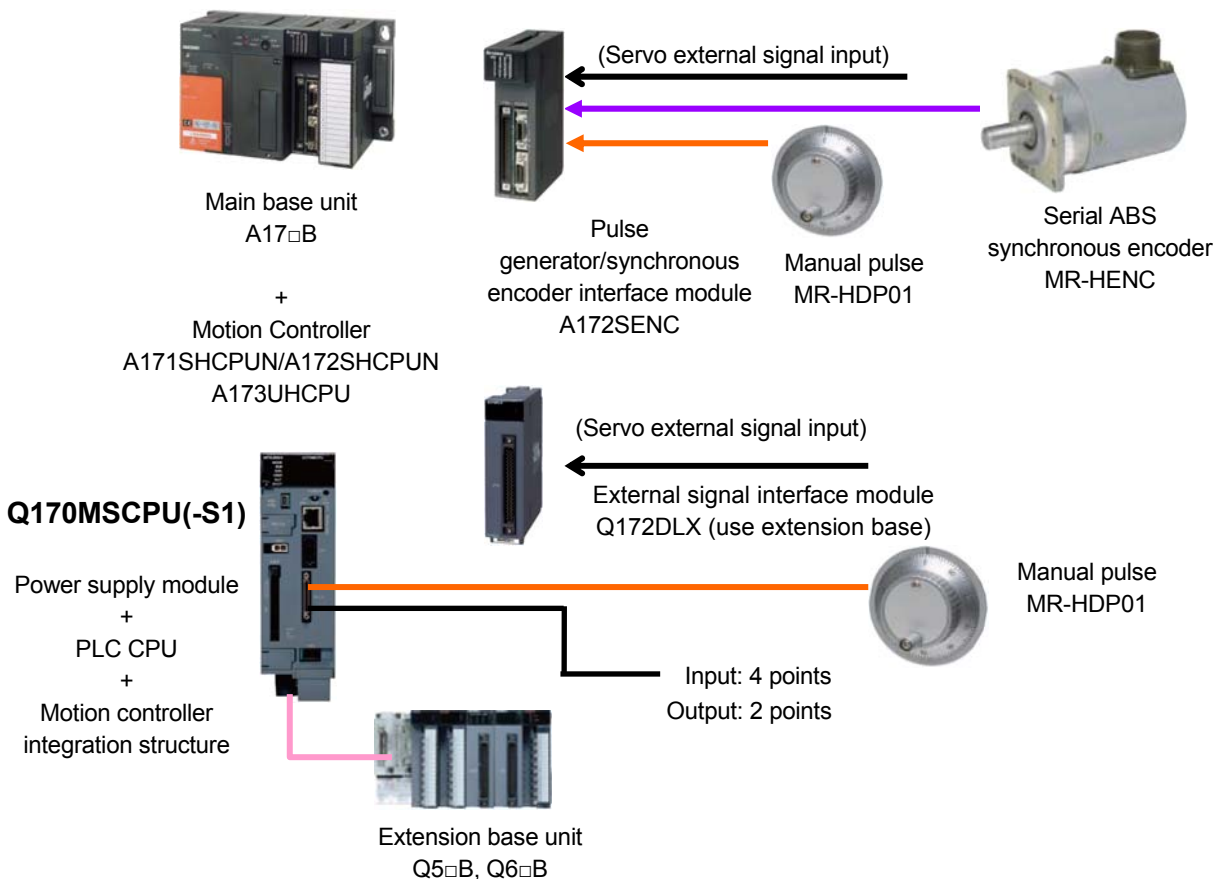 (Servo external signal input)
Main base unit
A17□B
+
Motion Controller
A171SHCPUN/A172SHCPUN
A173UHCPU
Pulse
generator/synchronous
encoder interface module
A172SENC
Manual pulse
MR-HDP01
Serial ABS
synchronous encoder
MR-HENC
(Servo external signal input)
External signal interface module
Q172DLX (use extension base)
Q170MSCPU(-S1)
Power supply module
+
PLC CPU
+
Motion controller
integration structure
Manual pulse
MR-HDP01
Input: 4 points
Output: 2 points
Extension base unit
Q5□B, Q6□B